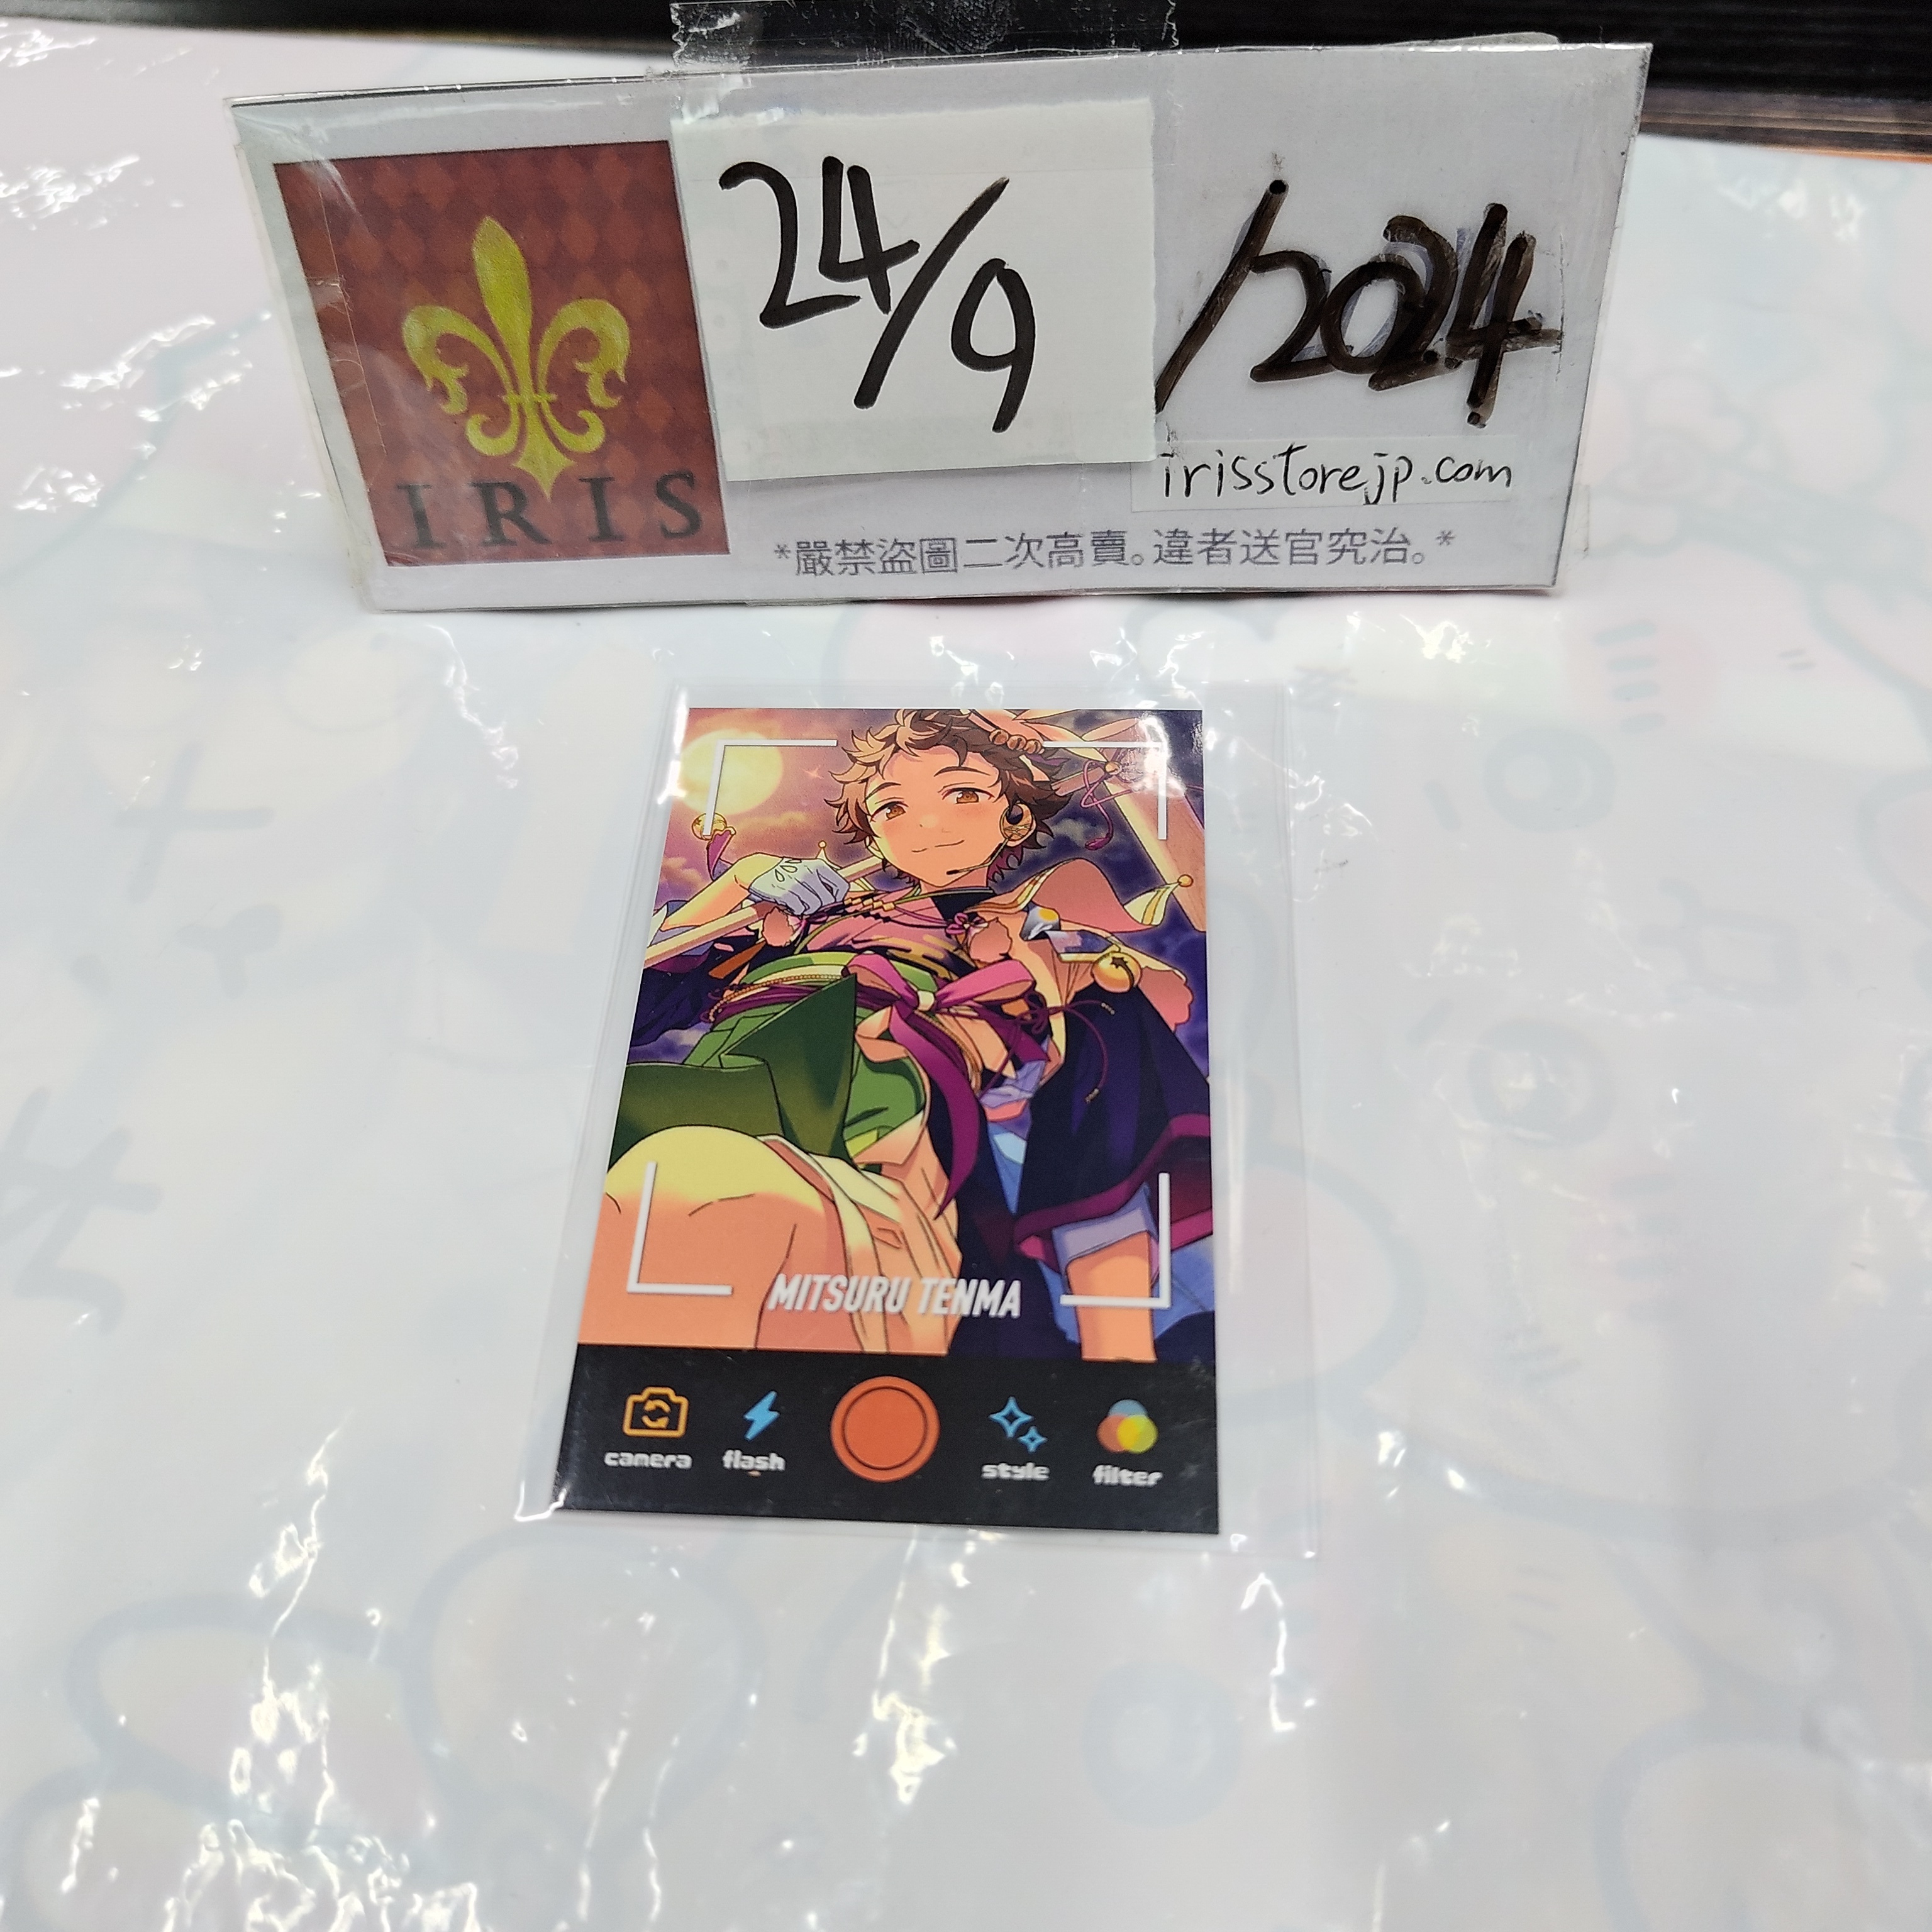 24/9 /2024
IRIS
irisstorejp.com
*嚴禁盜圖二次高賣。違者送官究治。*
MITSURU TENMA
camera flash style filter